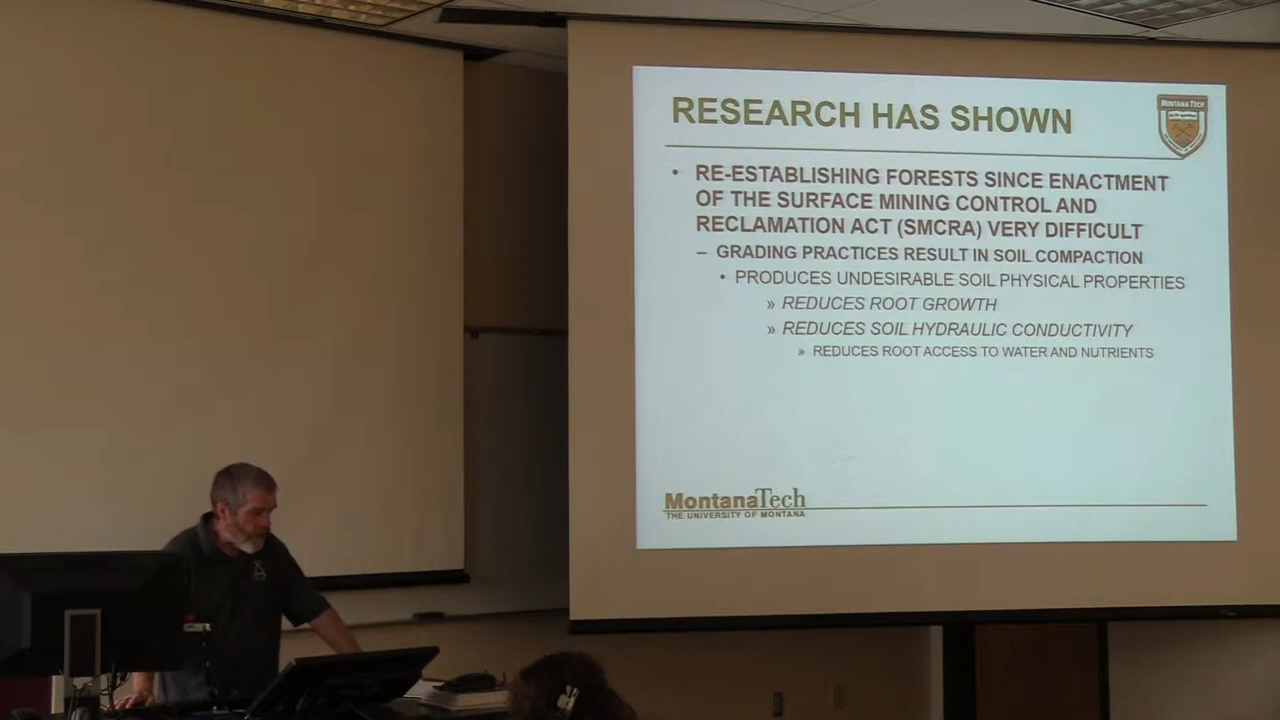 RESEARCH HAS SHOWN
MONTANA TECH
• RE-ESTABLISHING FORESTS SINCE ENACTMENT
OF THE SURFACE MINING CONTROL AND
RECLAMATION ACT (SMCRA) VERY DIFFICULT
– GRADING PRACTICES RESULT IN SOIL COMPACTION
• PRODUCES UNDESIRABLE SOIL PHYSICAL PROPERTIES
» REDUCES ROOT GROWTH
» REDUCES SOIL HYDRAULIC CONDUCTIVITY
» REDUCES ROOT ACCESS TO WATER AND NUTRIENTS
MontanaTech
THE UNIVERSITY OF MONTANA